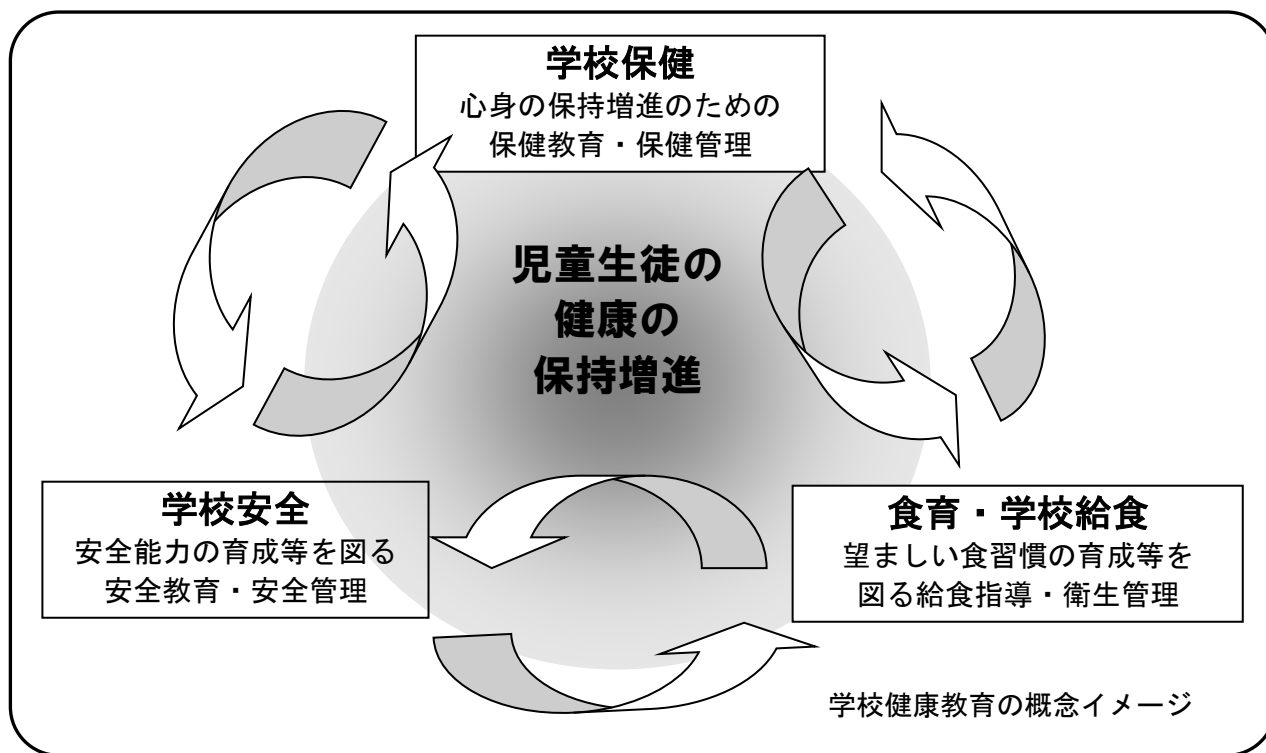 学校保健
心身の保持増進のための
保健教育・保健管理
児童生徒の
健康の
保持増進
学校安全
安全能力の育成等を図る
安全教育・安全管理
食育・学校給食
望ましい食習慣の育成等を
図る給食指導・衛生管理
学校健康教育の概念イメージ